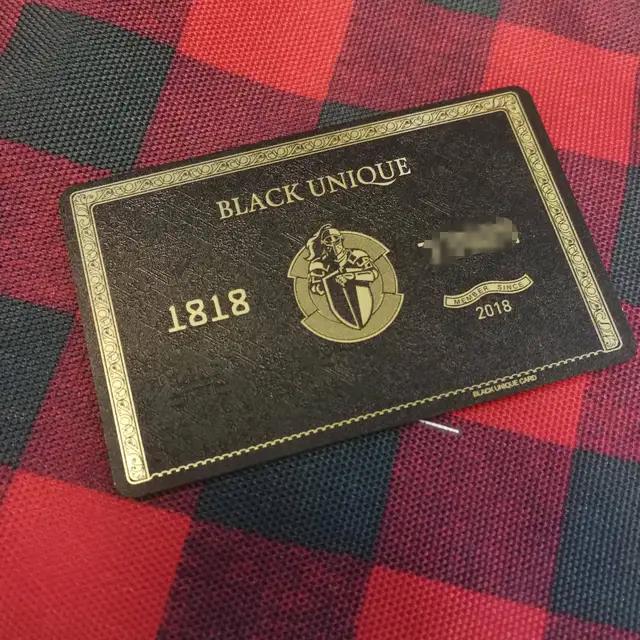 BLACK UNIQUE
1818
MEMBER SINCE
2018
BLACK UNIQUE CARD